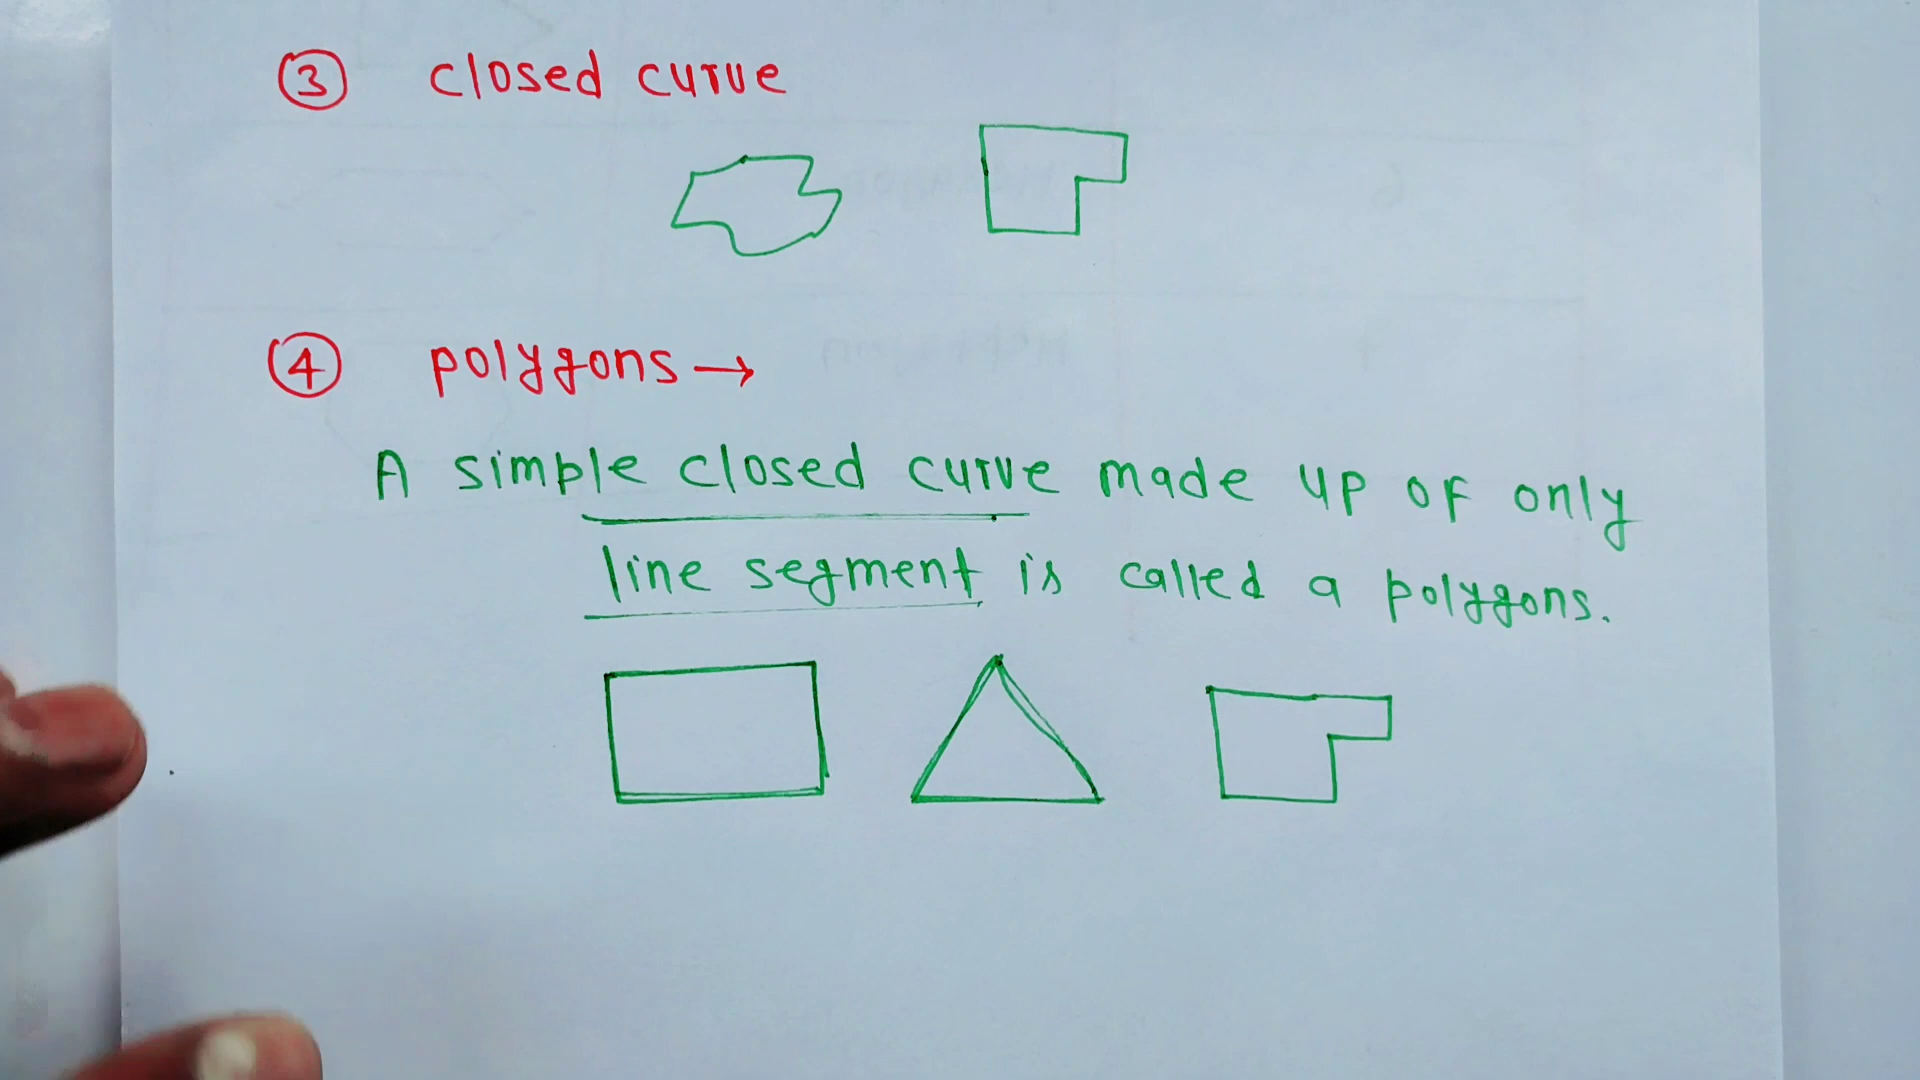 3 closed curve
4 polygons →
A simple closed curve made up of only
line segment is called a polygons.